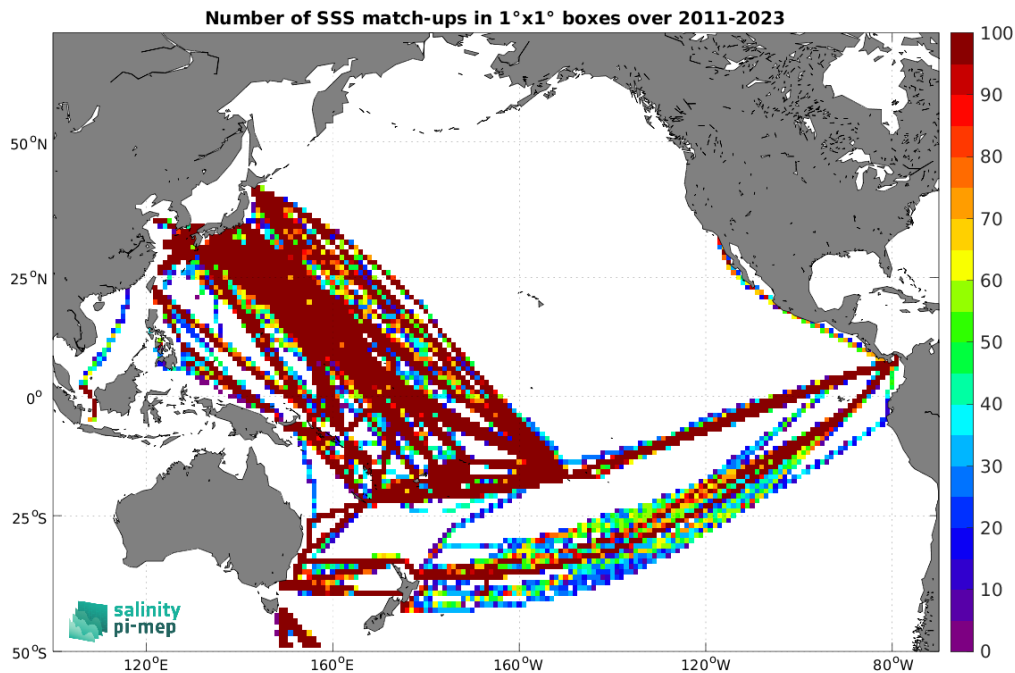 Number of SSS match-ups in 1°x1° boxes over 2011-2023
50°N
25°N
0°
25°S
50°S
120°E
160°E
160°W
120°W
80°W
100
90
80
70
60
50
40
30
20
10
0
salinity
pi-mep